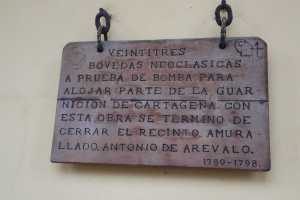 VEINTITRES
BOVEDAS NEOCLASICAS
A PRUEBA DE BOMBA PARA
ALOJAR PARTE DE LA GUAR
NICION DE CARTAGENA. CON
ESTA OBRA SE TERMINO DE
CERRAR EL RECINTO AMURA
LLADO. ANTONIO DE AREVALO.
1789-1798.